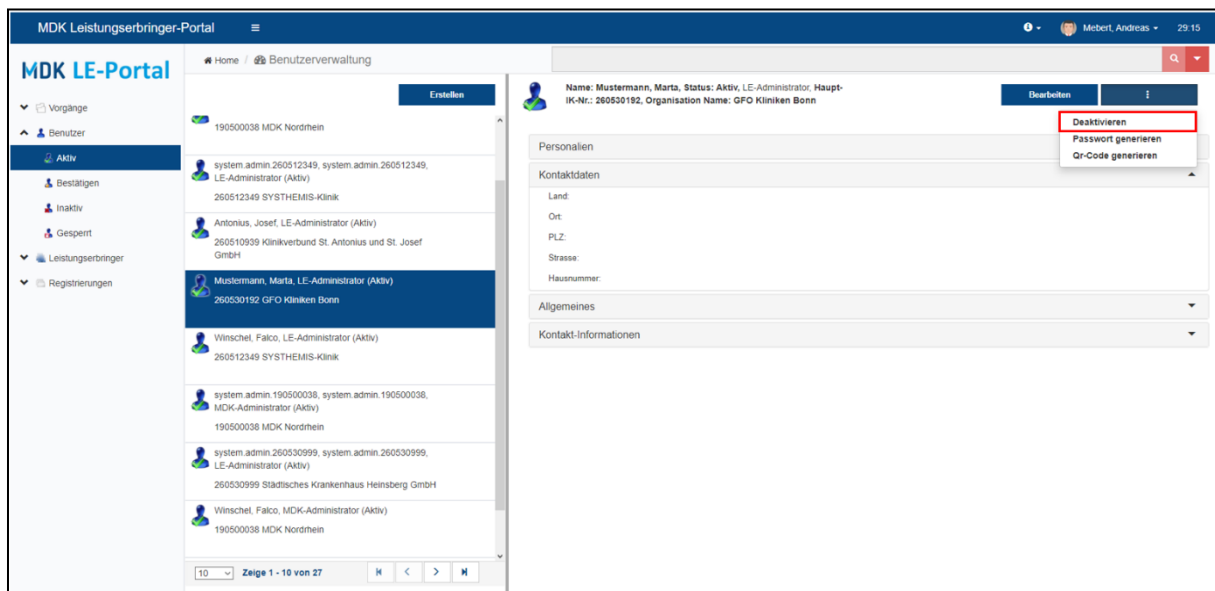 MDK Leistungserbringer-Portal
Mebert, Andreas
29:15
MDK LE-Portal
Home / Benutzerverwaltung
Vorgänge
Benutzer
Aktiv
Bestätigen
Inaktiv
Gesperrt
Leistungserbringer
Registrierungen
Erstellen
190500038 MDK Nordrhein
system.admin.260512349, system.admin.260512349,
LE-Administrator (Aktiv)
260512349 SYSTHEMIS-Klinik
Antonius, Josef, LE-Administrator (Aktiv)
260510939 Klinikverbund St. Antonius und St. Josef
GmbH
Mustermann, Marta, LE-Administrator (Aktiv)
260530192 GFO Kliniken Bonn
Winschel, Falco, LE-Administrator (Aktiv)
260512349 SYSTHEMIS-Klinik
system.admin.190500038, system.admin.190500038,
MDK-Administrator (Aktiv)
190500038 MDK Nordrhein
system.admin.260530999, system.admin.260530999,
LE-Administrator (Aktiv)
260530999 Städtisches Krankenhaus Heinsberg GmbH
Winschel, Falco, MDK-Administrator (Aktiv)
190500038 MDK Nordrhein
10 Zeige 1 - 10 von 27
Name: Mustermann, Marta, Status: Aktiv, LE-Administrator, Haupt-
IK-Nr.: 260530192, Organisation Name: GFO Kliniken Bonn
Bearbeiten
Deaktivieren
Passwort generieren
Qr-Code generieren
Personalien
Kontaktdaten
Land:
Ort:
PLZ:
Strasse:
Hausnummer:
Allgemeines
Kontakt-Informationen